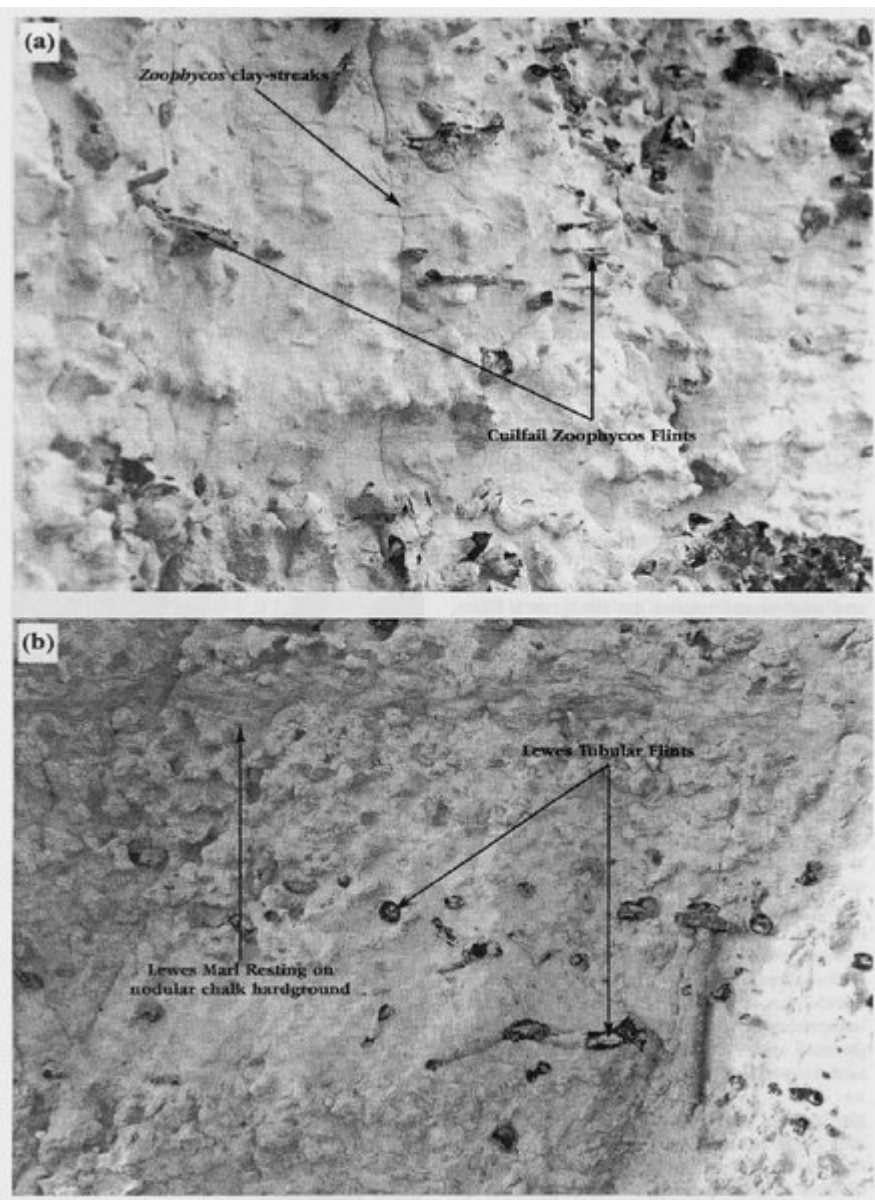 (a)
Zoophycos clay-streaks
Cuilfail Zoophycos Flints
(b)
Lewes Tubular Flints
Lewes Marl Resting on
nodular chalk hardground